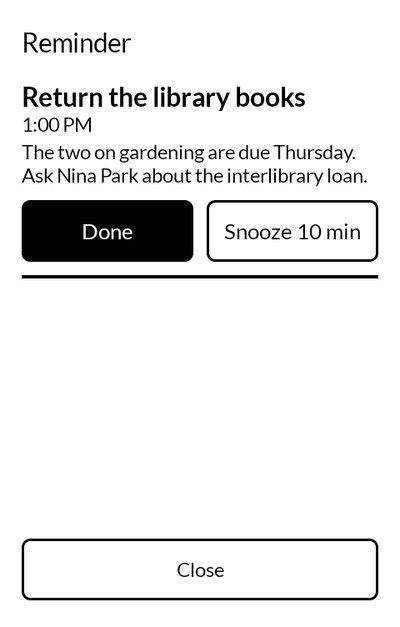 Reminder
Return the library books
1:00 PM
The two on gardening are due Thursday.
Ask Nina Park about the interlibrary loan.
Done
Snooze 10 min
Close